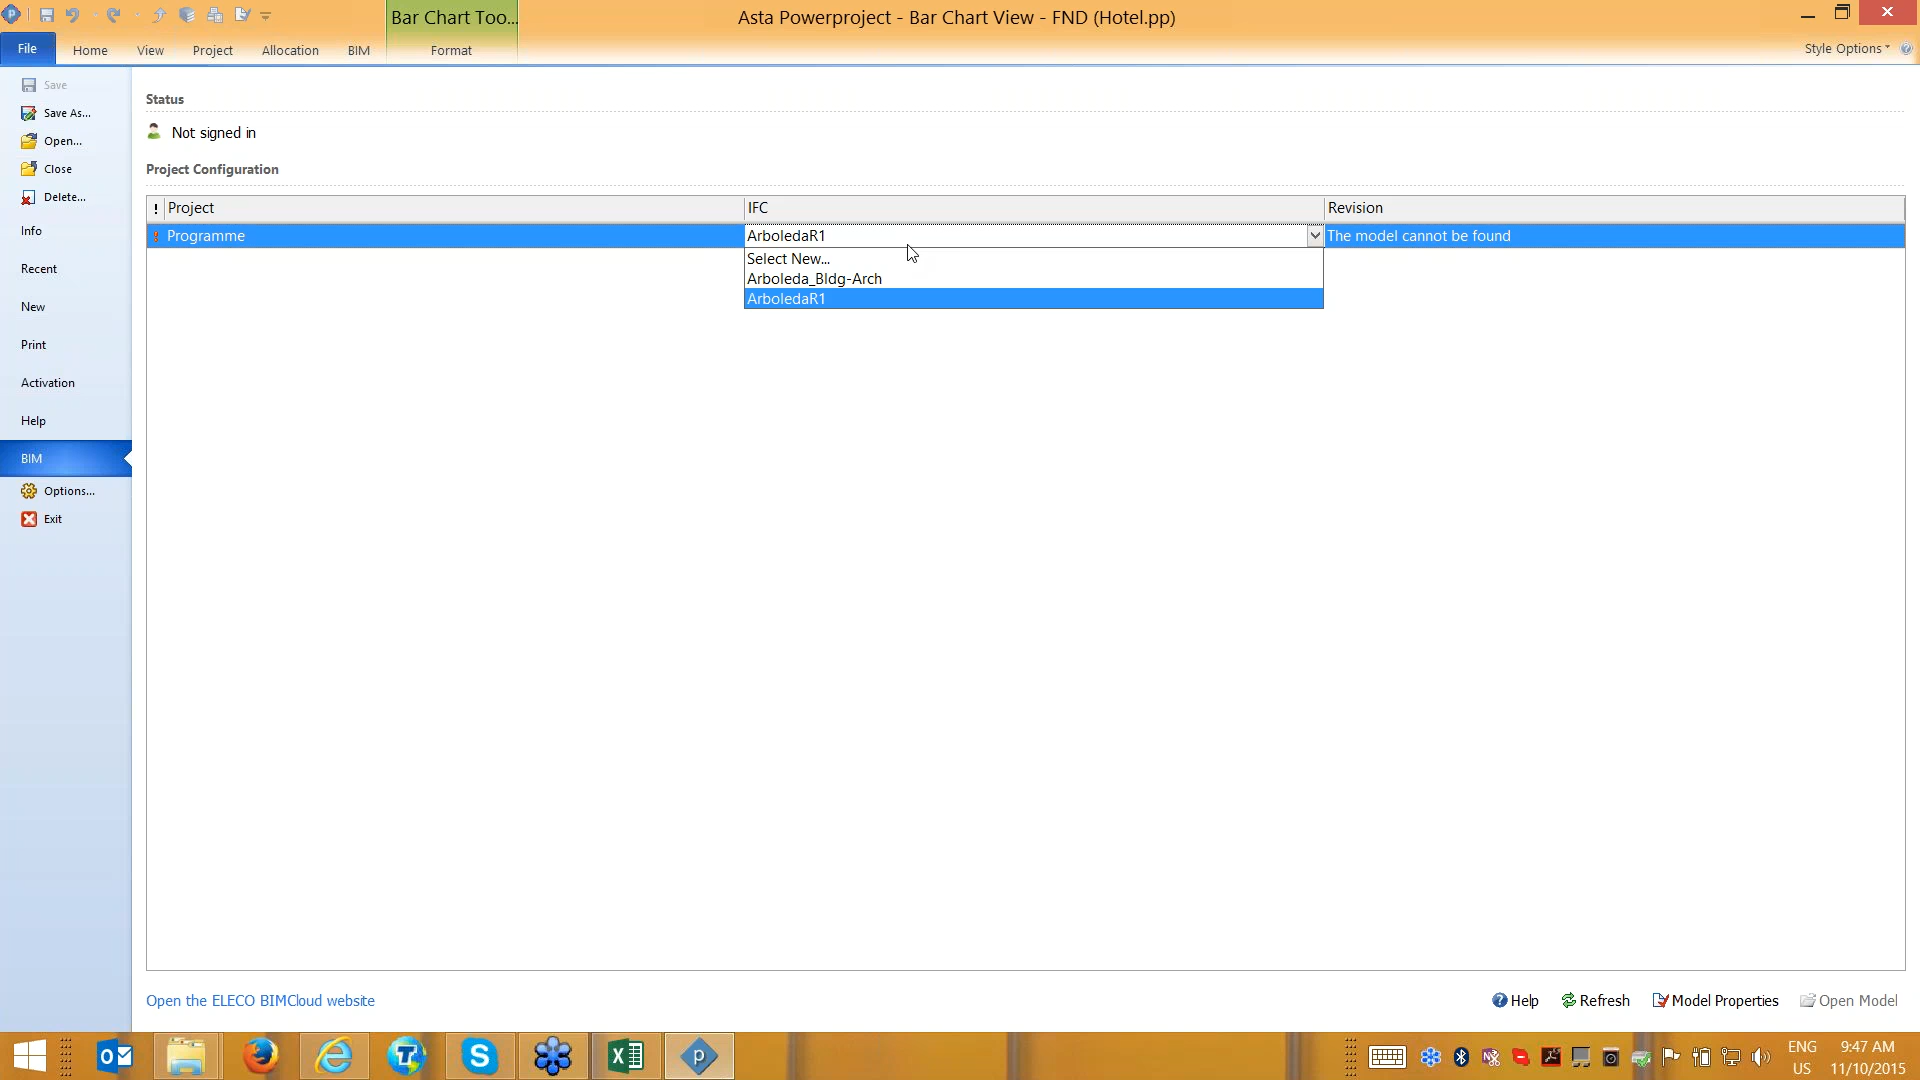 Bar Chart Too...
Asta Powerproject - Bar Chart View - FND (Hotel.pp)
File
Home
View
Project
Allocation
BIM
Format
Style Options
Save
Save As...
Open...
Close
Delete...
Info
Recent
New
Print
Activation
Help
BIM
Options...
Exit
Status
Not signed in
Project Configuration
! Project IFC Revision
! Programme ArboledaR1 The model cannot be found
Select New...
Arboleda_Bldg-Arch
ArboledaR1
Open the ELECO BIMCloud website
Help Refresh Model Properties Open Model
ENG 9:47 AM
US 11/10/2015